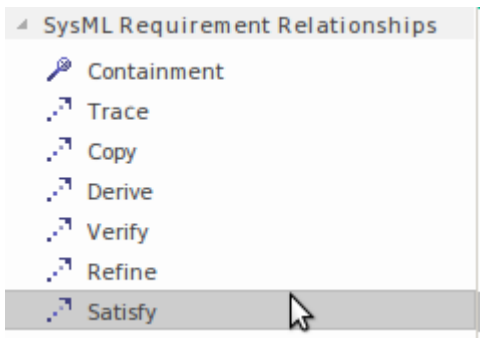 SysML Requirement Relationships
Containment
Trace
Copy
Derive
Verify
Refine
Satisfy